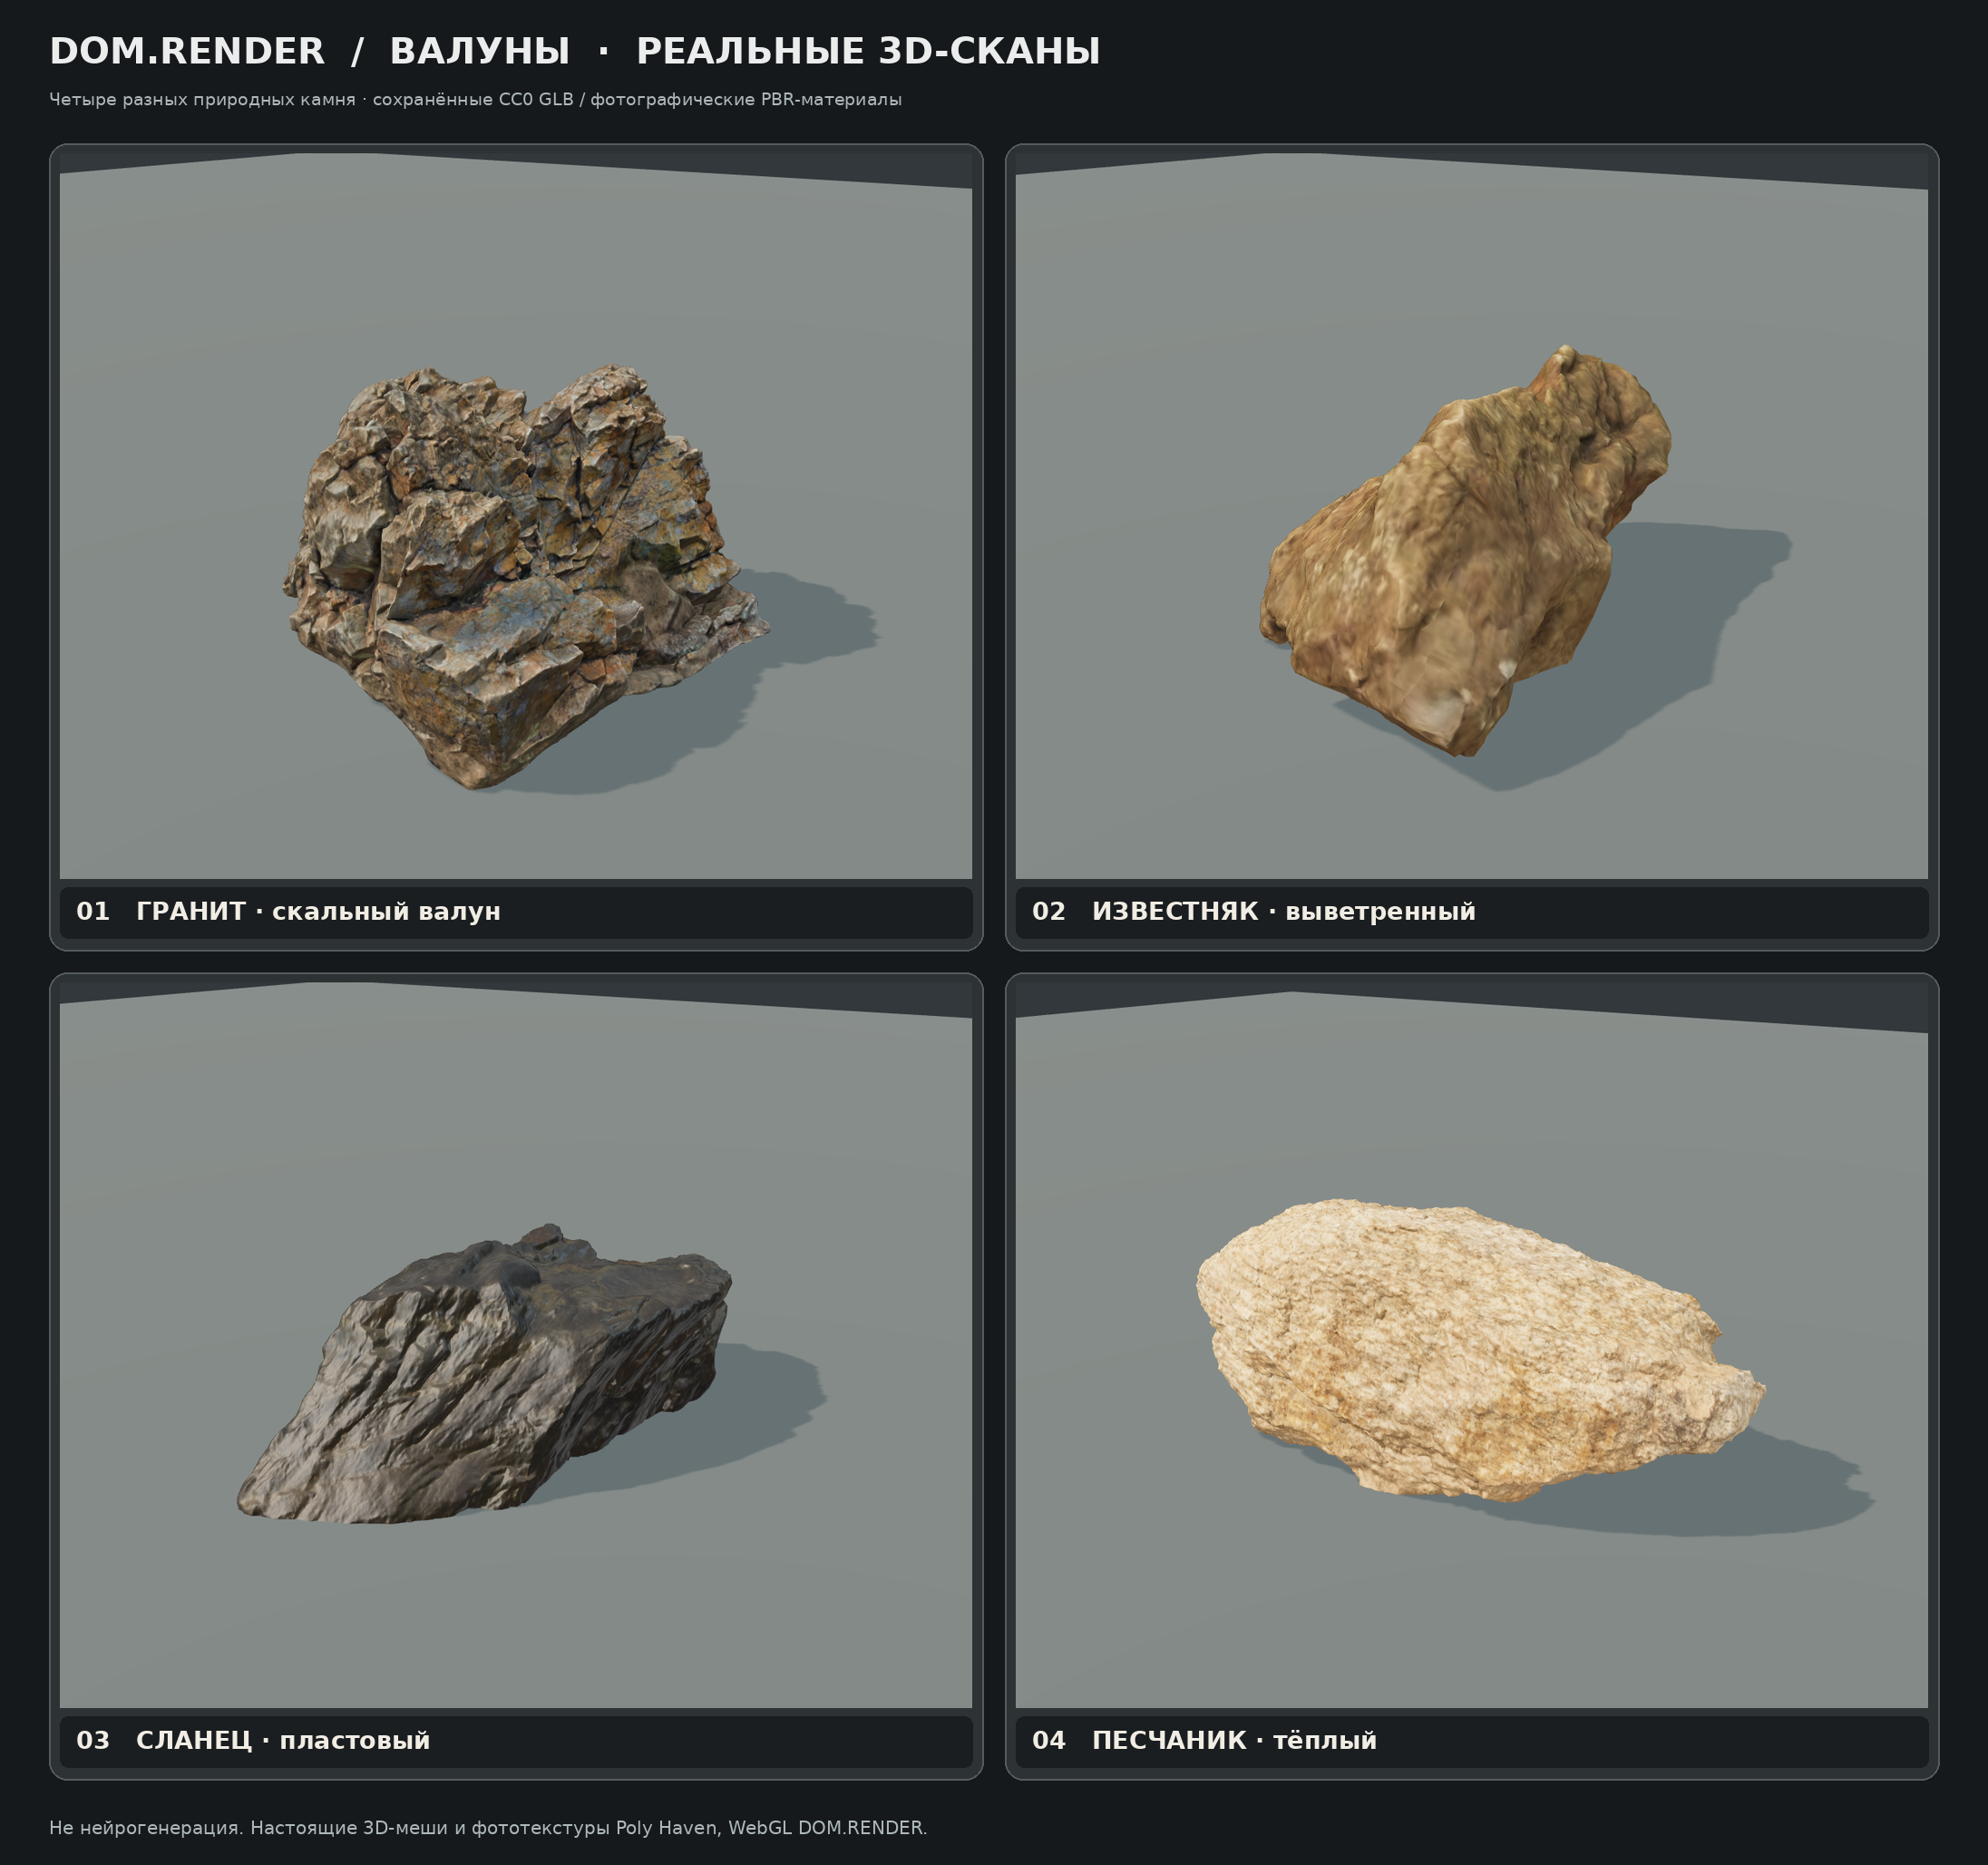 DOM.RENDER / ВАЛУНЫ · РЕАЛЬНЫЕ 3D-СКАНЫ
Четыре разных природных камня · сохранённые CC0 GLB / фотографические PBR-материалы
01 ГРАНИТ · скальный валун
02 ИЗВЕСТНЯК · выветренный
03 СЛАНЕЦ · пластовый
04 ПЕСЧАНИК · тёплый
Не нейрогенерация. Настоящие 3D-меши и фототекстуры Poly Haven, WebGL DOM.RENDER.